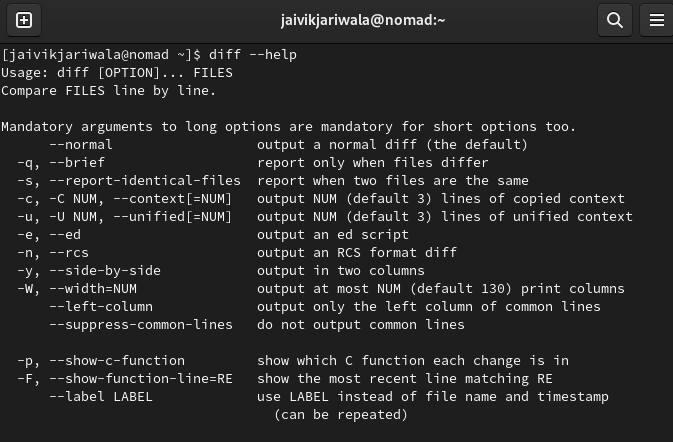 jaivikjariwala@nomad:~
[jaivikjariwala@nomad ~]$ diff --help
Usage: diff [OPTION]... FILES
Compare FILES line by line.

Mandatory arguments to long options are mandatory for short options too.
      --normal                  output a normal diff (the default)
  -q, --brief                   report only when files differ
  -s, --report-identical-files  report when two files are the same
  -c, -C NUM, --context[=NUM]   output NUM (default 3) lines of copied context
  -u, -U NUM, --unified[=NUM]   output NUM (default 3) lines of unified context
  -e, --ed                      output an ed script
  -n, --rcs                     output an RCS format diff
  -y, --side-by-side            output in two columns
  -W, --width=NUM               output at most NUM (default 130) print columns
      --left-column             output only the left column of common lines
      --suppress-common-lines   do not output common lines

  -p, --show-c-function         show which C function each change is in
  -F, --show-function-line=RE   show the most recent line matching RE
      --label LABEL             use LABEL instead of file name and timestamp
                                  (can be repeated)